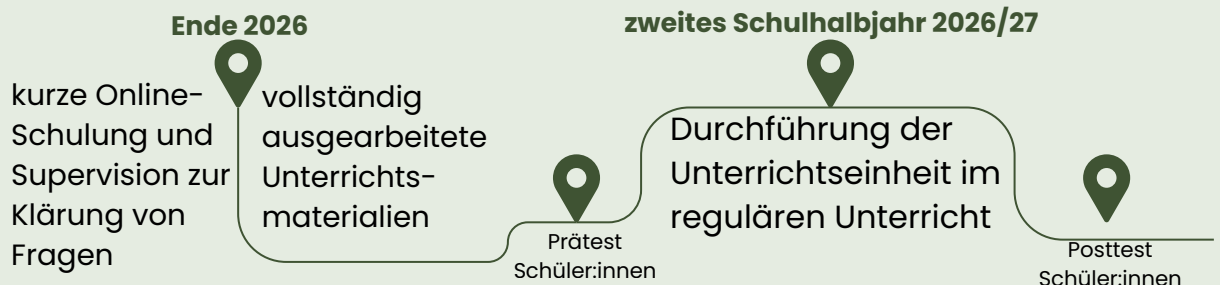 Ende 2026
kurze Online-
Schulung und
Supervision zur
Klärung von
Fragen
vollständig
ausgearbeitete
Unterrichts-
materialien
Prätest
Schüler:innen
zweites Schulhalbjahr 2026/27
Durchführung der
Unterrichtseinheit im
regulären Unterricht
Posttest
Schüler:innen